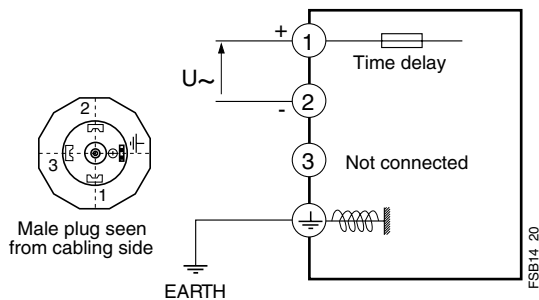 +
1
Time delay
U~
-
2
3
Not connected
2
3
1
Male plug seen
from cabling side
EARTH
FSB14 20